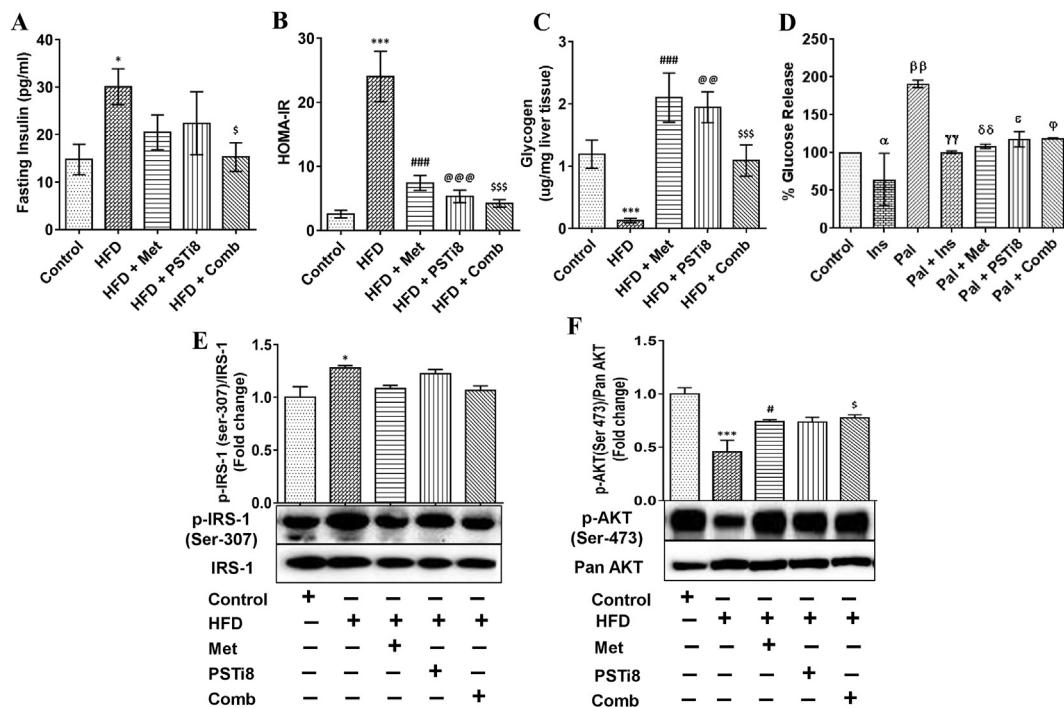 A
Fasting Insulin (pg/ml)
40
30
20
10
0
*
$
Control
HFD
HFD + Met
HFD + PSTi8
HFD + Comb
B
HOMA-IR
30
20
10
0
***
###
@@@
$$$
Control
HFD
HFD + Met
HFD + PSTi8
HFD + Comb
C
Glycogen
(ug/mg liver tissue)
3
2
1
0
***
###
@@
$$$
Control
HFD
HFD + Met
HFD + PSTi8
HFD + Comb
D
% Glucose Release
250
200
150
100
50
0
α
ββ
γγ
δδ
ε
φ
Control
Ins
Pal
Pal + Ins
Pal + Met
Pal + PSTi8
Pal + Comb
E
p-IRS-1 (ser-307)/IRS-1
(Fold change)
1.5
1.0
0.5
0.0
*
p-IRS-1
(Ser-307)
IRS-1
Control + – – – –
HFD – + + + +
Met – – + – –
PSTi8 – – – + –
Comb – – – – +
F
p-AKT(Ser 473)/Pan AKT
(Fold change)
1.5
1.0
0.5
0.0
***
#
$
p-AKT
(Ser-473)
Pan AKT
Control + – – – –
HFD – + + + +
Met – – + – –
PSTi8 – – – + –
Comb – – – – +